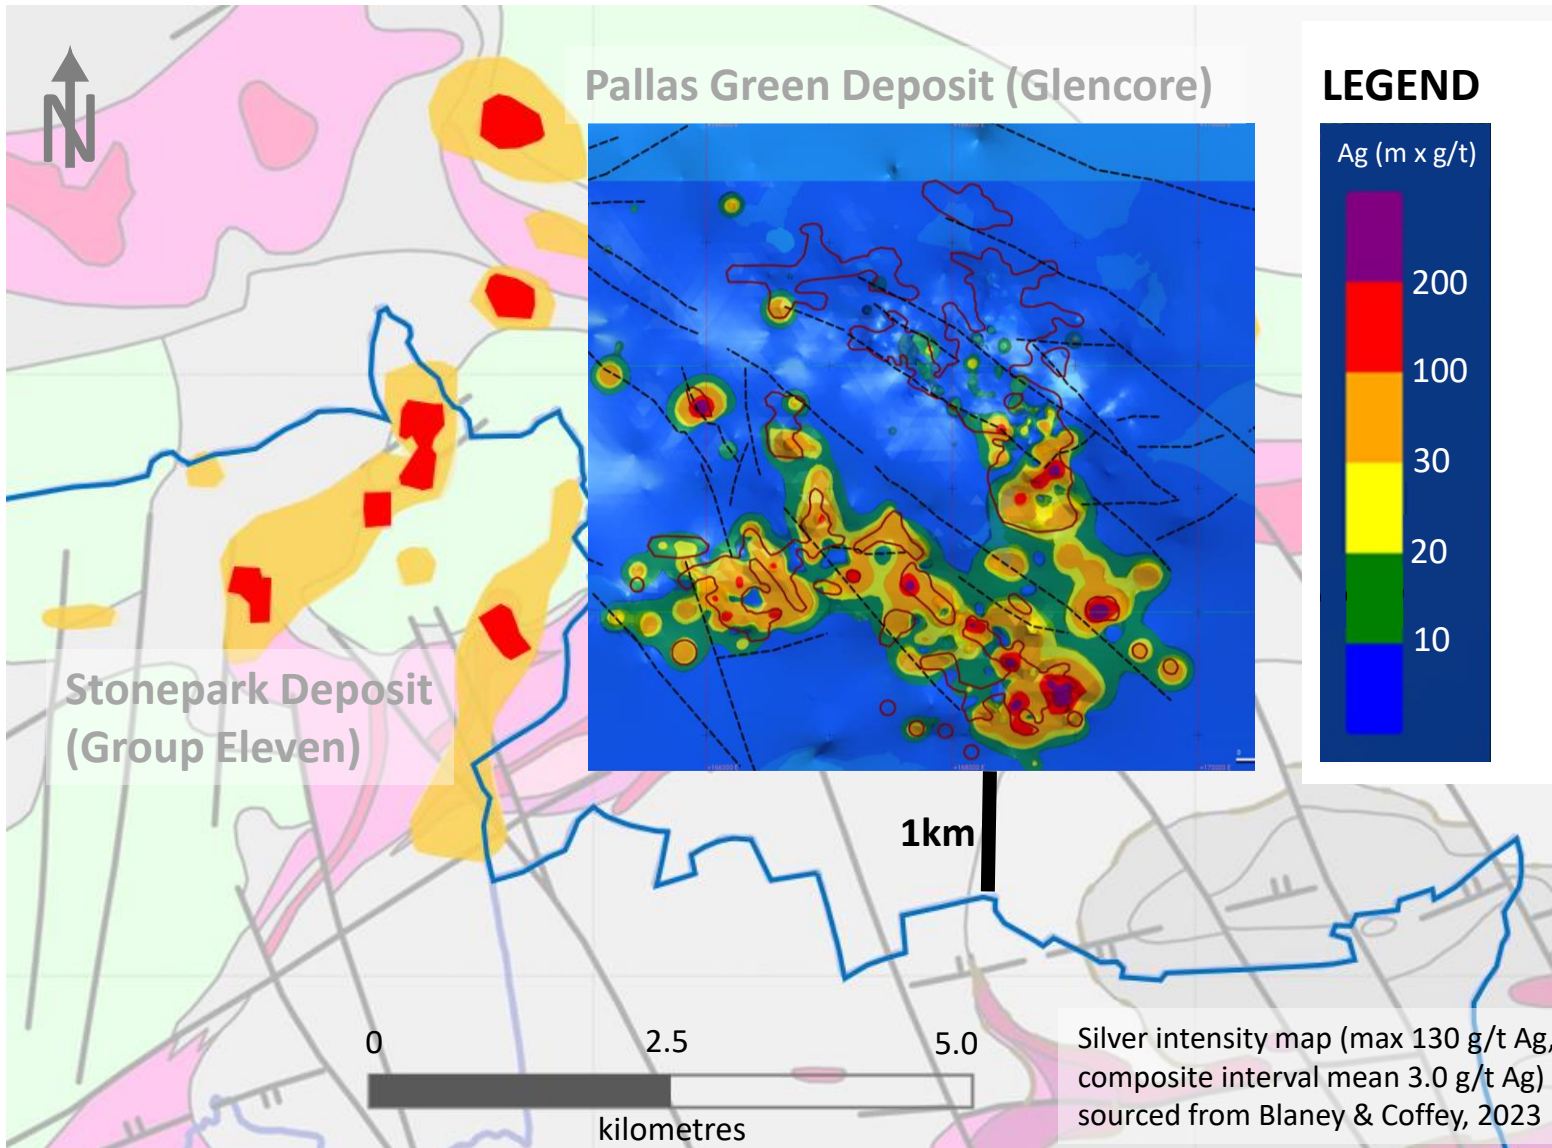 N
Pallas Green Deposit (Glencore)
LEGEND
Ag (m x g/t)
200
100
30
20
10
Stonepark Deposit
(Group Eleven)
1km
0
2.5
5.0
kilometres
Silver intensity map (max 130 g/t Ag,
composite interval mean 3.0 g/t Ag)
sourced from Blaney & Coffey, 2023